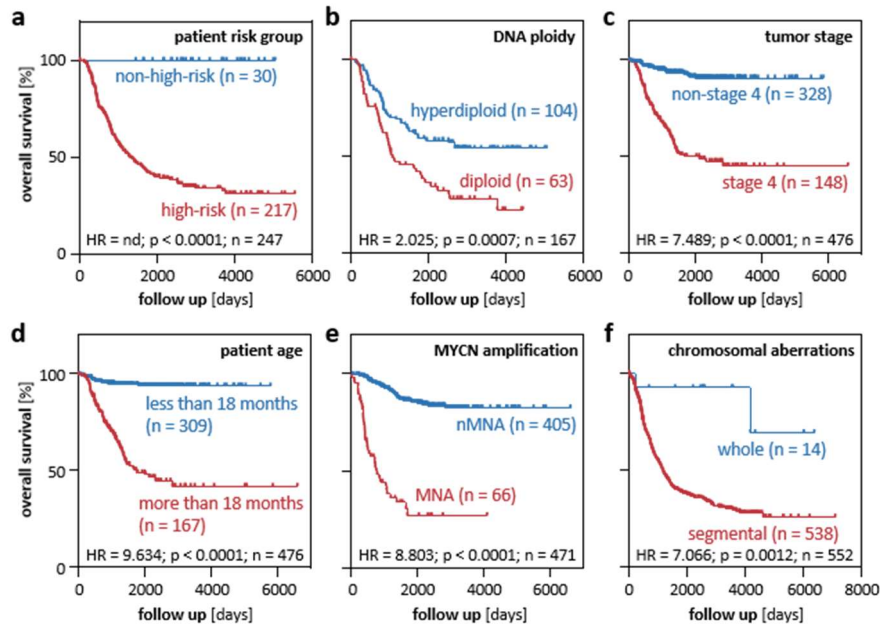 a
patient risk group
100
50
0
overall survival [%]
non-high-risk (n = 30)
high-risk (n = 217)
HR = nd; p < 0.0001; n = 247
0 2000 4000 6000
follow up [days]
b
DNA ploidy
hyperdiploid (n = 104)
diploid (n = 63)
HR = 2.025; p = 0.0007; n = 167
0 2000 4000 6000
follow up [days]
c
tumor stage
non-stage 4 (n = 328)
stage 4 (n = 148)
HR = 7.489; p < 0.0001; n = 476
0 2000 4000 6000
follow up [days]
d
patient age
100
50
0
overall survival [%]
less than 18 months
(n = 309)
more than 18 months
(n = 167)
HR = 9.634; p < 0.0001; n = 476
0 2000 4000 6000
follow up [days]
e
MYCN amplification
nMNA (n = 405)
MNA (n = 66)
HR = 8.803; p < 0.0001; n = 471
0 2000 4000 6000
follow up [days]
f
chromosomal aberrations
whole (n = 14)
segmental (n = 538)
HR = 7.066; p = 0.0012; n = 552
0 2000 4000 6000 8000
follow up [days]